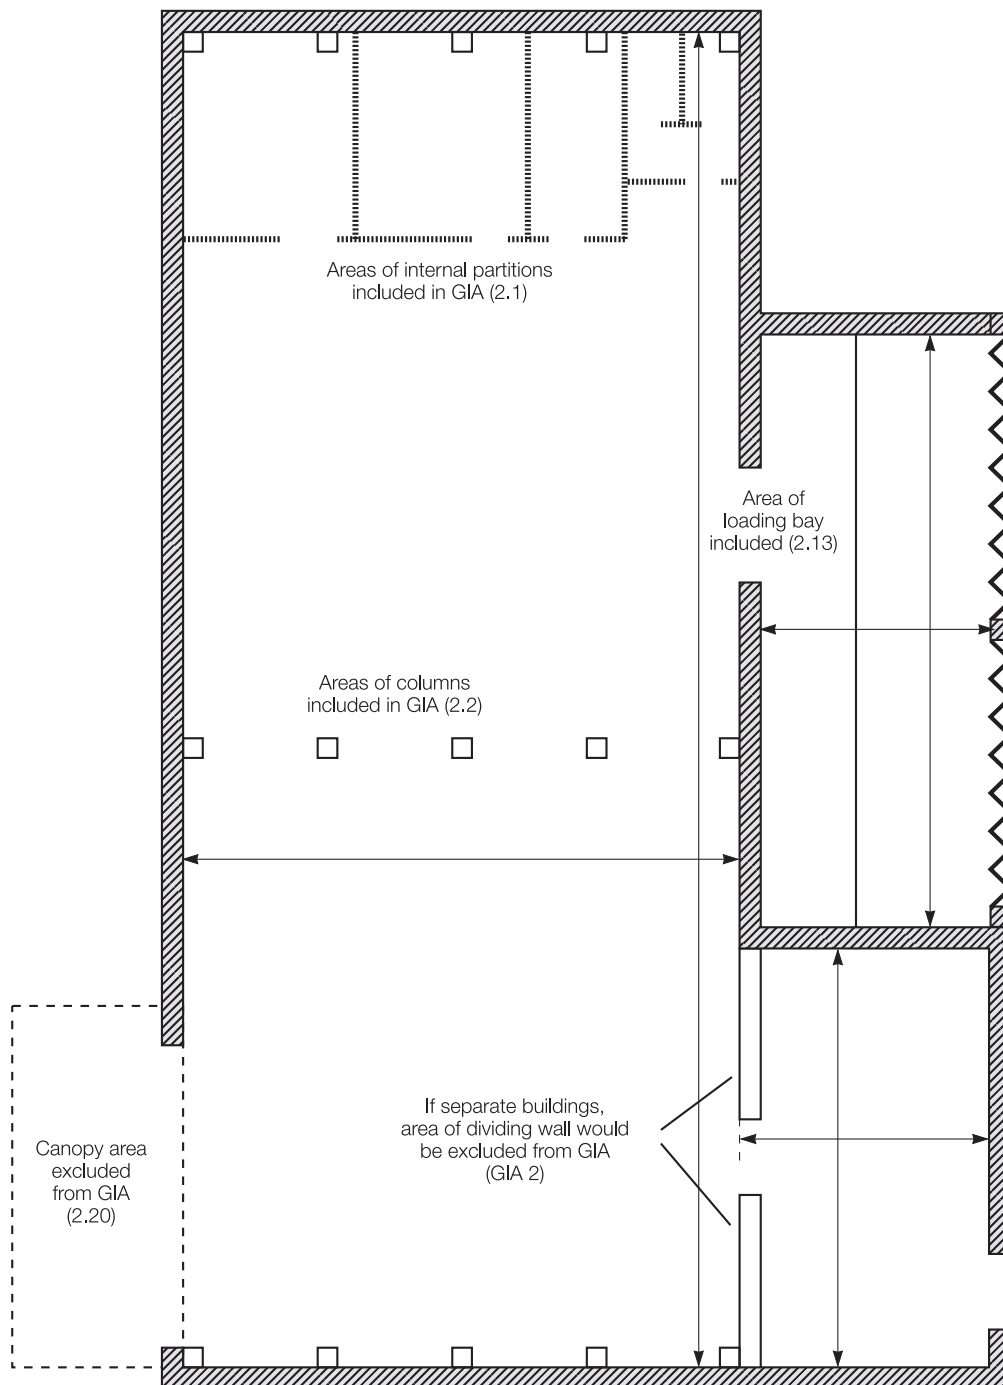 Areas of internal partitions
included in GIA (2.1)
Area of
loading bay
included (2.13)
Areas of columns
included in GIA (2.2)
If separate buildings,
area of dividing wall would
be excluded from GIA
(GIA 2)
Canopy area
excluded
from GIA
(2.20)